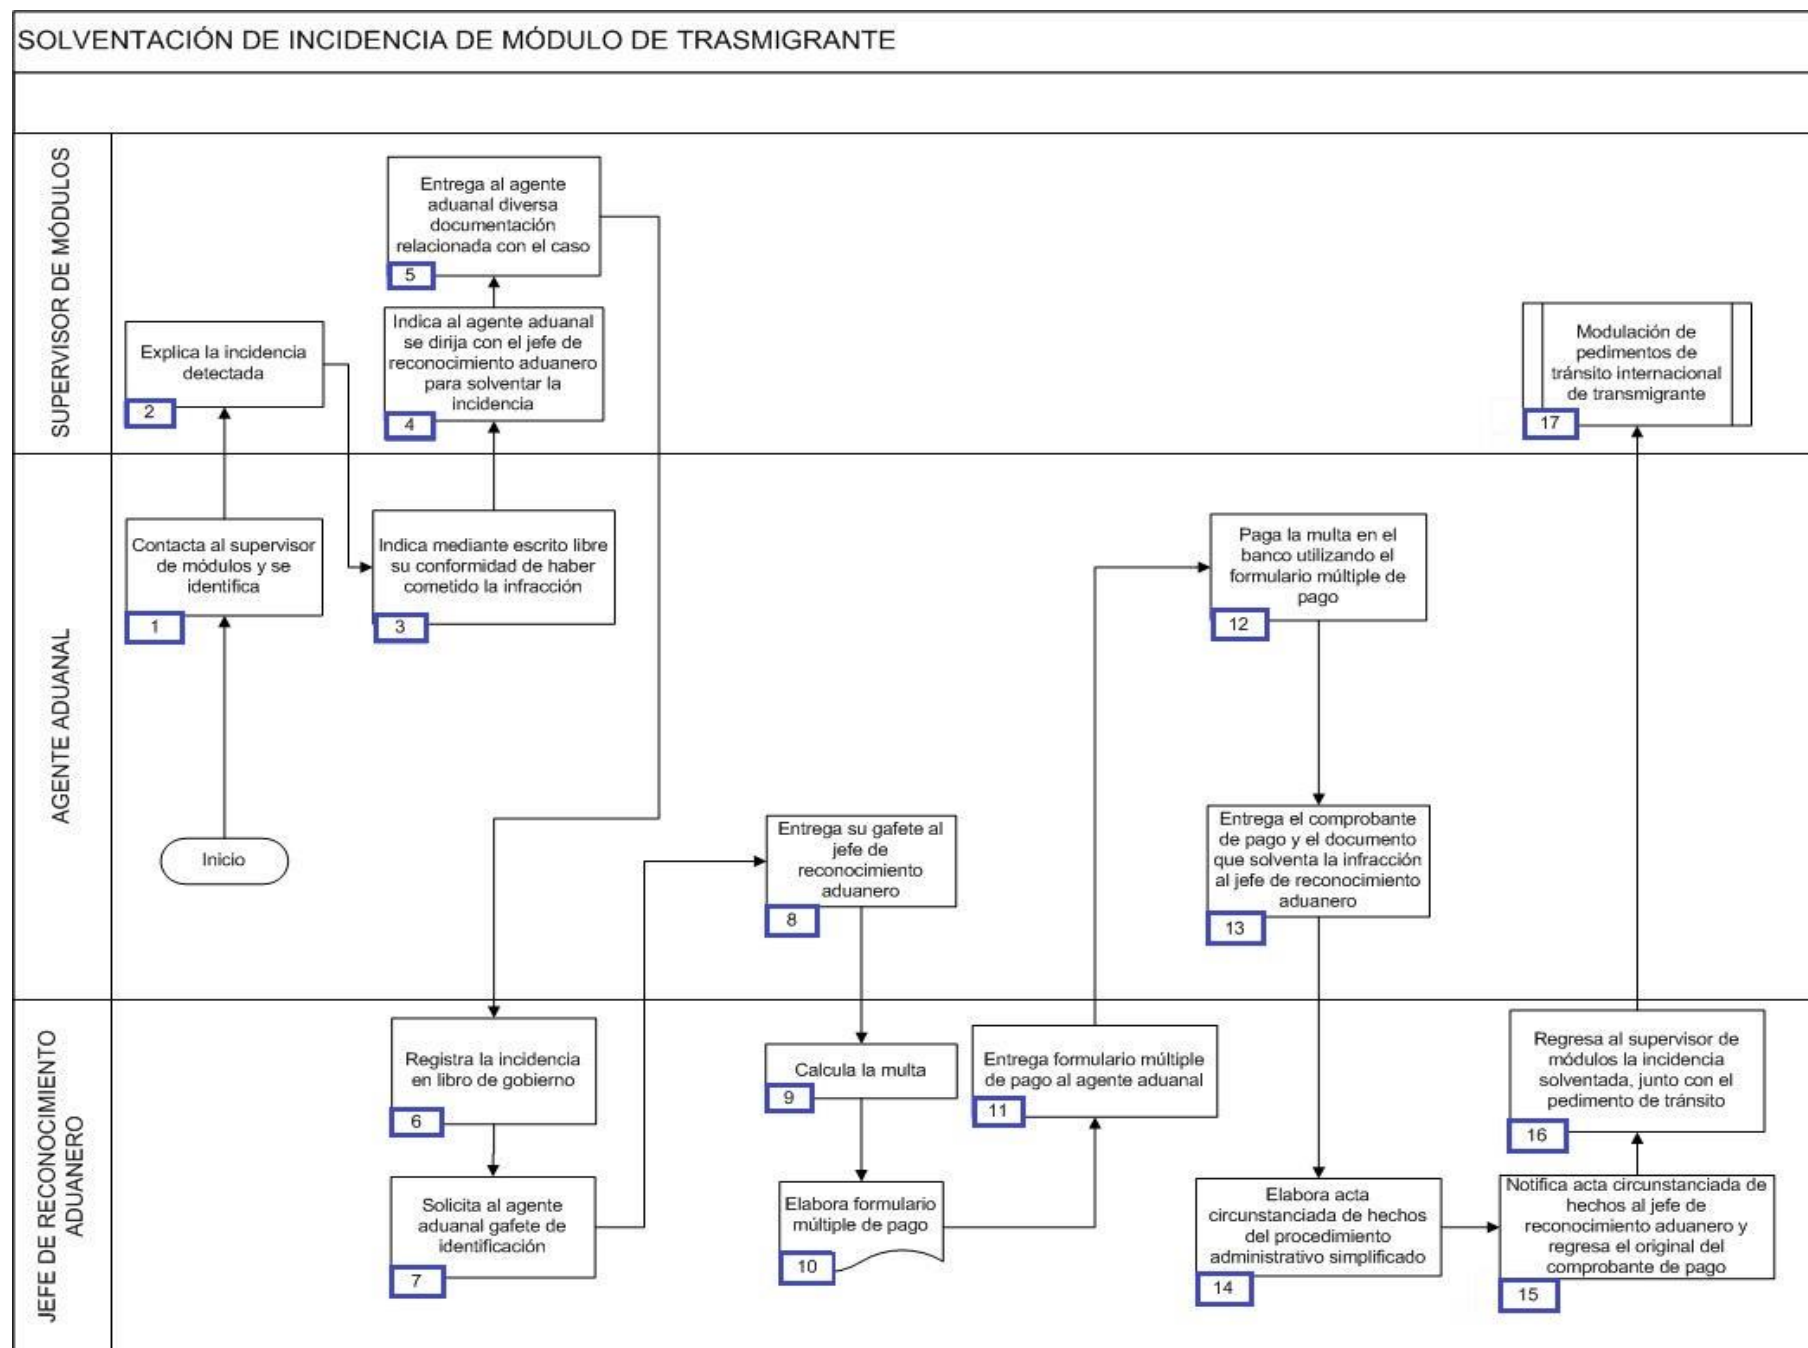 SOLVENTACIÓN DE INCIDENCIA DE MÓDULO DE TRASMIGRANTE
SUPERVISOR DE MÓDULOS
Entrega al agente
aduanal diversa
documentación
relacionada con el caso
5
Explica la incidencia
detectada
2
Indica al agente aduanal
se dirija con el jefe de
reconocimiento aduanero
para solventar la
incidencia
4
Modulación de
pedimentos de
tránsito internacional
de transmigrante
17
AGENTE ADUANAL
Contacta al supervisor
de módulos y se
identifica
1
Indica mediante escrito libre
su conformidad de haber
cometido la infracción
3
Paga la multa en el
banco utilizando el
formulario múltiple de
pago
12
Inicio
Entrega su gafete al
jefe de
reconocimiento
aduanero
8
Entrega el comprobante
de pago y el documento
que solventa la infracción
al jefe de reconocimiento
aduanero
13
JEFE DE RECONOCIMIENTO
ADUANERO
Registra la incidencia
en libro de gobierno
6
Solicita al agente
aduanal gafete de
identificación
7
Calcula la multa
9
Elabora formulario
múltiple de pago
10
Entrega formulario múltiple
de pago al agente aduanal
11
Elabora acta
circunstanciada de hechos
del procedimiento
administrativo simplificado
14
Regresa al supervisor de
módulos la incidencia
solventada, junto con el
pedimento de tránsito
16
Notifica acta circunstanciada de
hechos al jefe de
reconocimiento aduanero y
regresa el original del
comprobante de pago
15